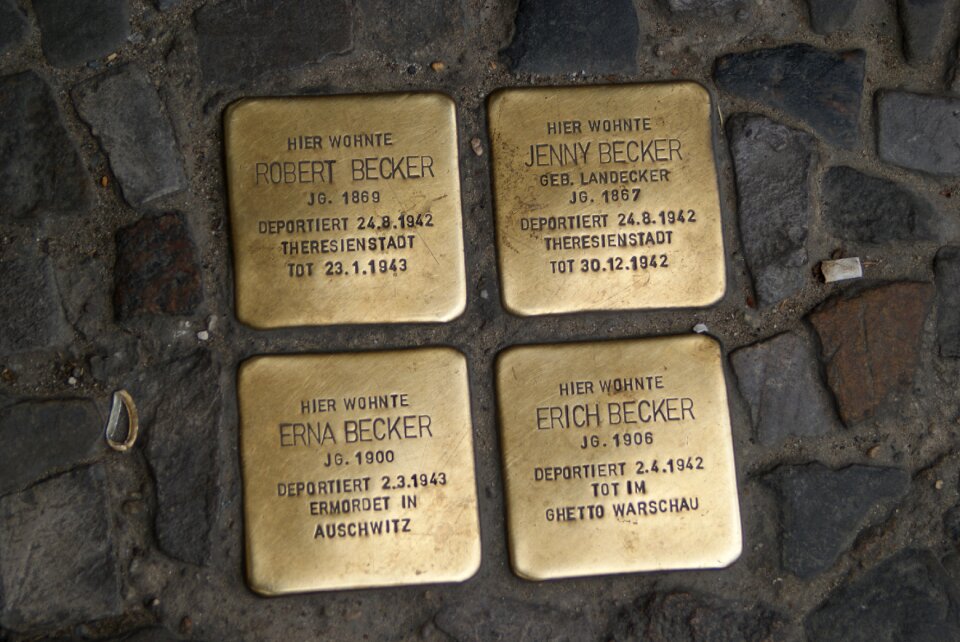 HIER WOHNTE
ROBERT BECKER
JG. 1869
DEPORTIERT 24.8.1942
THERESIENSTADT
TOT 23.1.1943
HIER WOHNTE
JENNY BECKER
GEB. LANDECKER
JG. 1867
DEPORTIERT 24.8.1942
THERESIENSTADT
TOT 30.12.1942
HIER WOHNTE
ERNA BECKER
JG. 1900
DEPORTIERT 2.3.1943
ERMORDET IN
AUSCHWITZ
HIER WOHNTE
ERICH BECKER
JG. 1906
DEPORTIERT 2.4.1942
TOT IM
GHETTO WARSCHAU